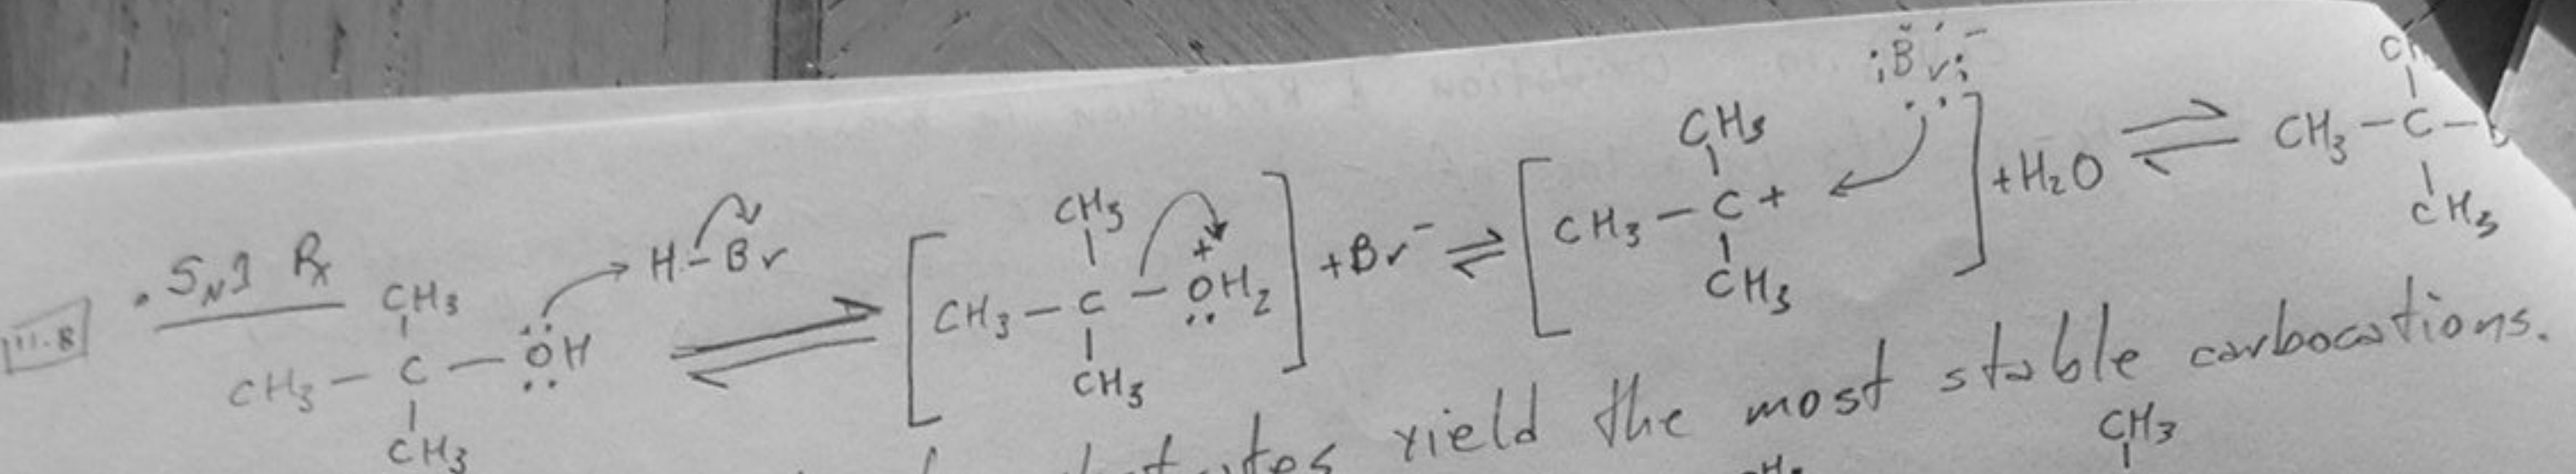 11.8 . SN1 Rx
CH3 CH3 CH3 CH
CH3 — C — ÖH H — Br ⇌ [ CH3 — C — OH2 + ] + Br⁻ ⇌ [ CH3 — C + :Br:⁻ ] + H2O ⇌ CH3 — C —
CH3 CH3 CH3 CH3
yield the most stable carbocations.
CH3